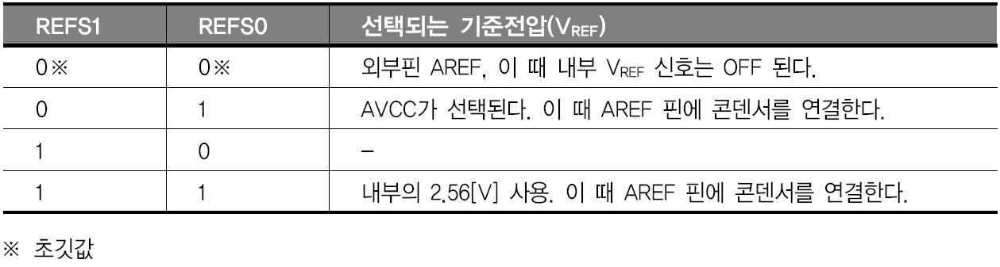 REFS1 REFS0 선택되는 기준전압(VREF)
0※ 0※ 외부핀 AREF, 이 때 내부 VREF 신호는 OFF 된다.
0 1 AVCC가 선택된다. 이 때 AREF 핀에 콘덴서를 연결한다.
1 0 –
1 1 내부의 2.56[V] 사용. 이 때 AREF 핀에 콘덴서를 연결한다.
※ 초깃값